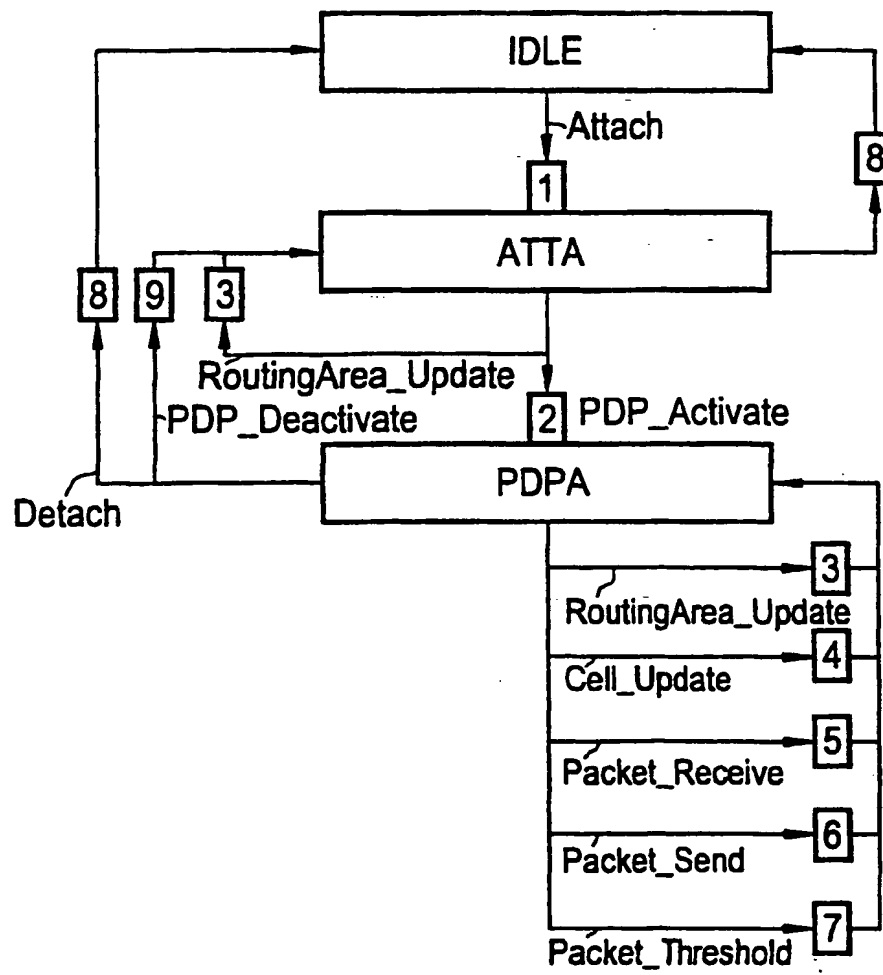 IDLE
Attach
8
1
ATTA
8
9
3
RoutingArea_Update
2
PDP_Activate
PDP_Deactivate
PDPA
Detach
3
RoutingArea_Update
4
Cell_Update
5
Packet_Receive
6
Packet_Send
7
Packet_Threshold